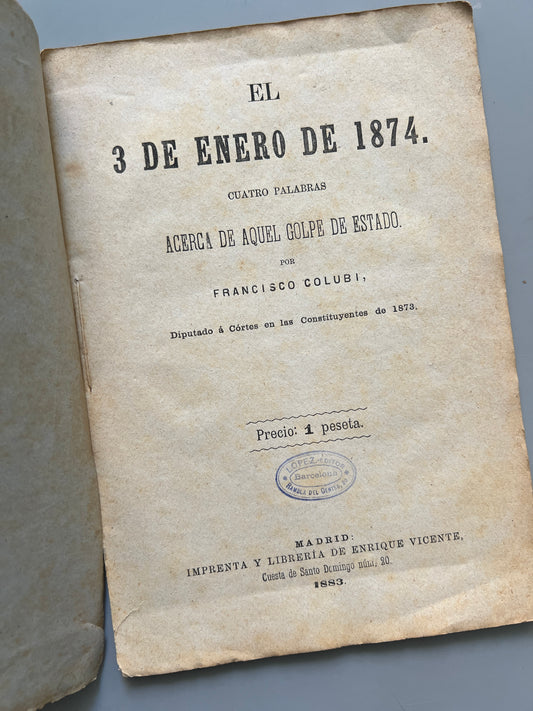 EL
3 DE ENERO DE 1874.
CUATRO PALABRAS
ACERCA DE AQUEL GOLPE DE ESTADO.
POR
FRANCISCO COLUBI,
Diputado á Córtes en las Constituyentes de 1873.
Precio: 1 peseta.
LOPEZ-EDITOR
Barcelona
RAMBLA DEL CENTRO, 20
MADRID:
IMPRENTA Y LIBRERÍA DE ENRIQUE VICENTE,
Cuesta de Santo Domingo núm, 20.
1883.